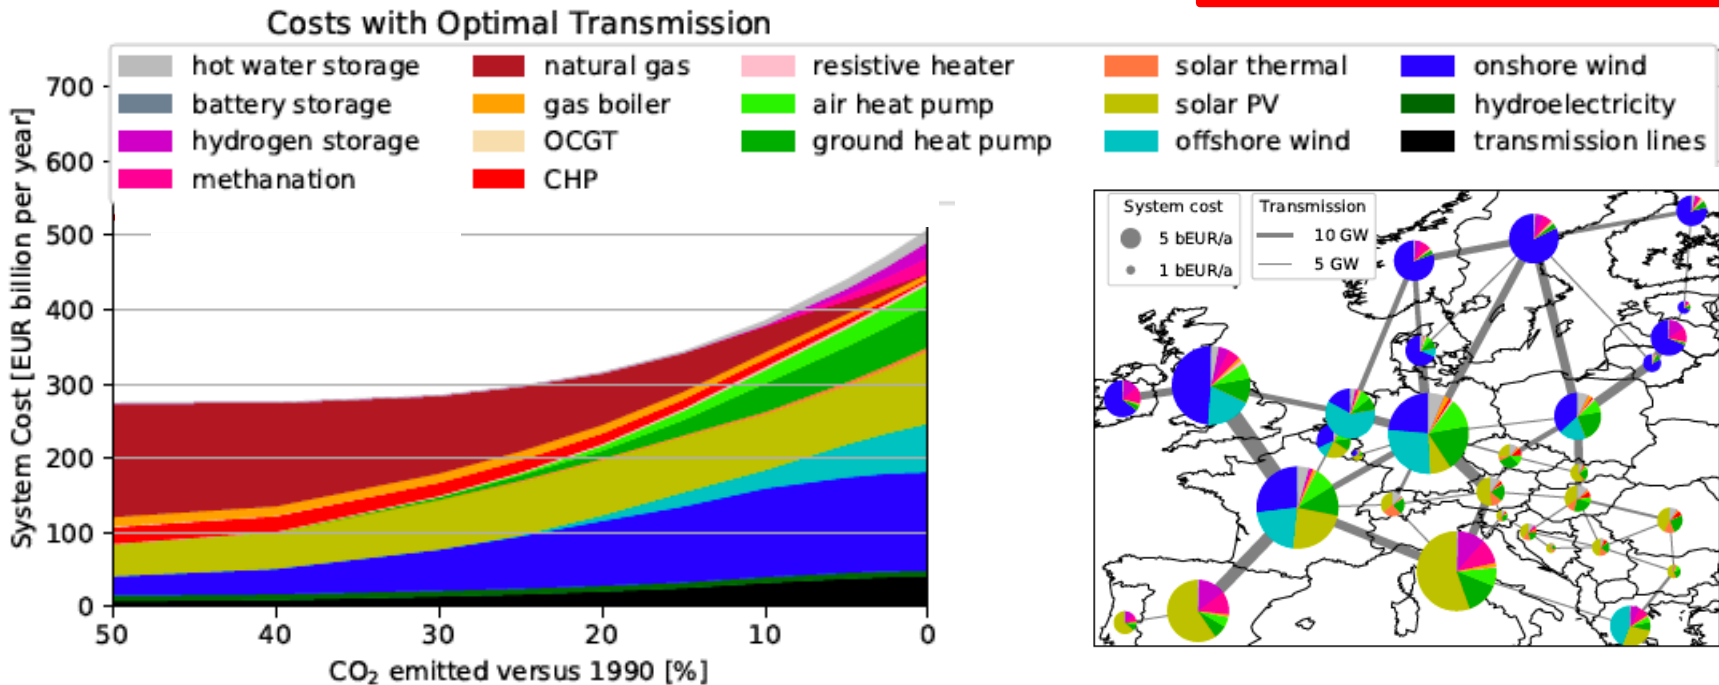 Costs with Optimal Transmission
hot water storage
battery storage
hydrogen storage
methanation
natural gas
gas boiler
OCGT
CHP
resistive heater
air heat pump
ground heat pump
solar thermal
solar PV
offshore wind
onshore wind
hydroelectricity
transmission lines
System Cost [EUR billion per year]
700
600
500
400
300
200
100
0
50 40 30 20 10 0
CO₂ emitted versus 1990 [%]
System cost
5 bEUR/a
1 bEUR/a
Transmission
10 GW
5 GW